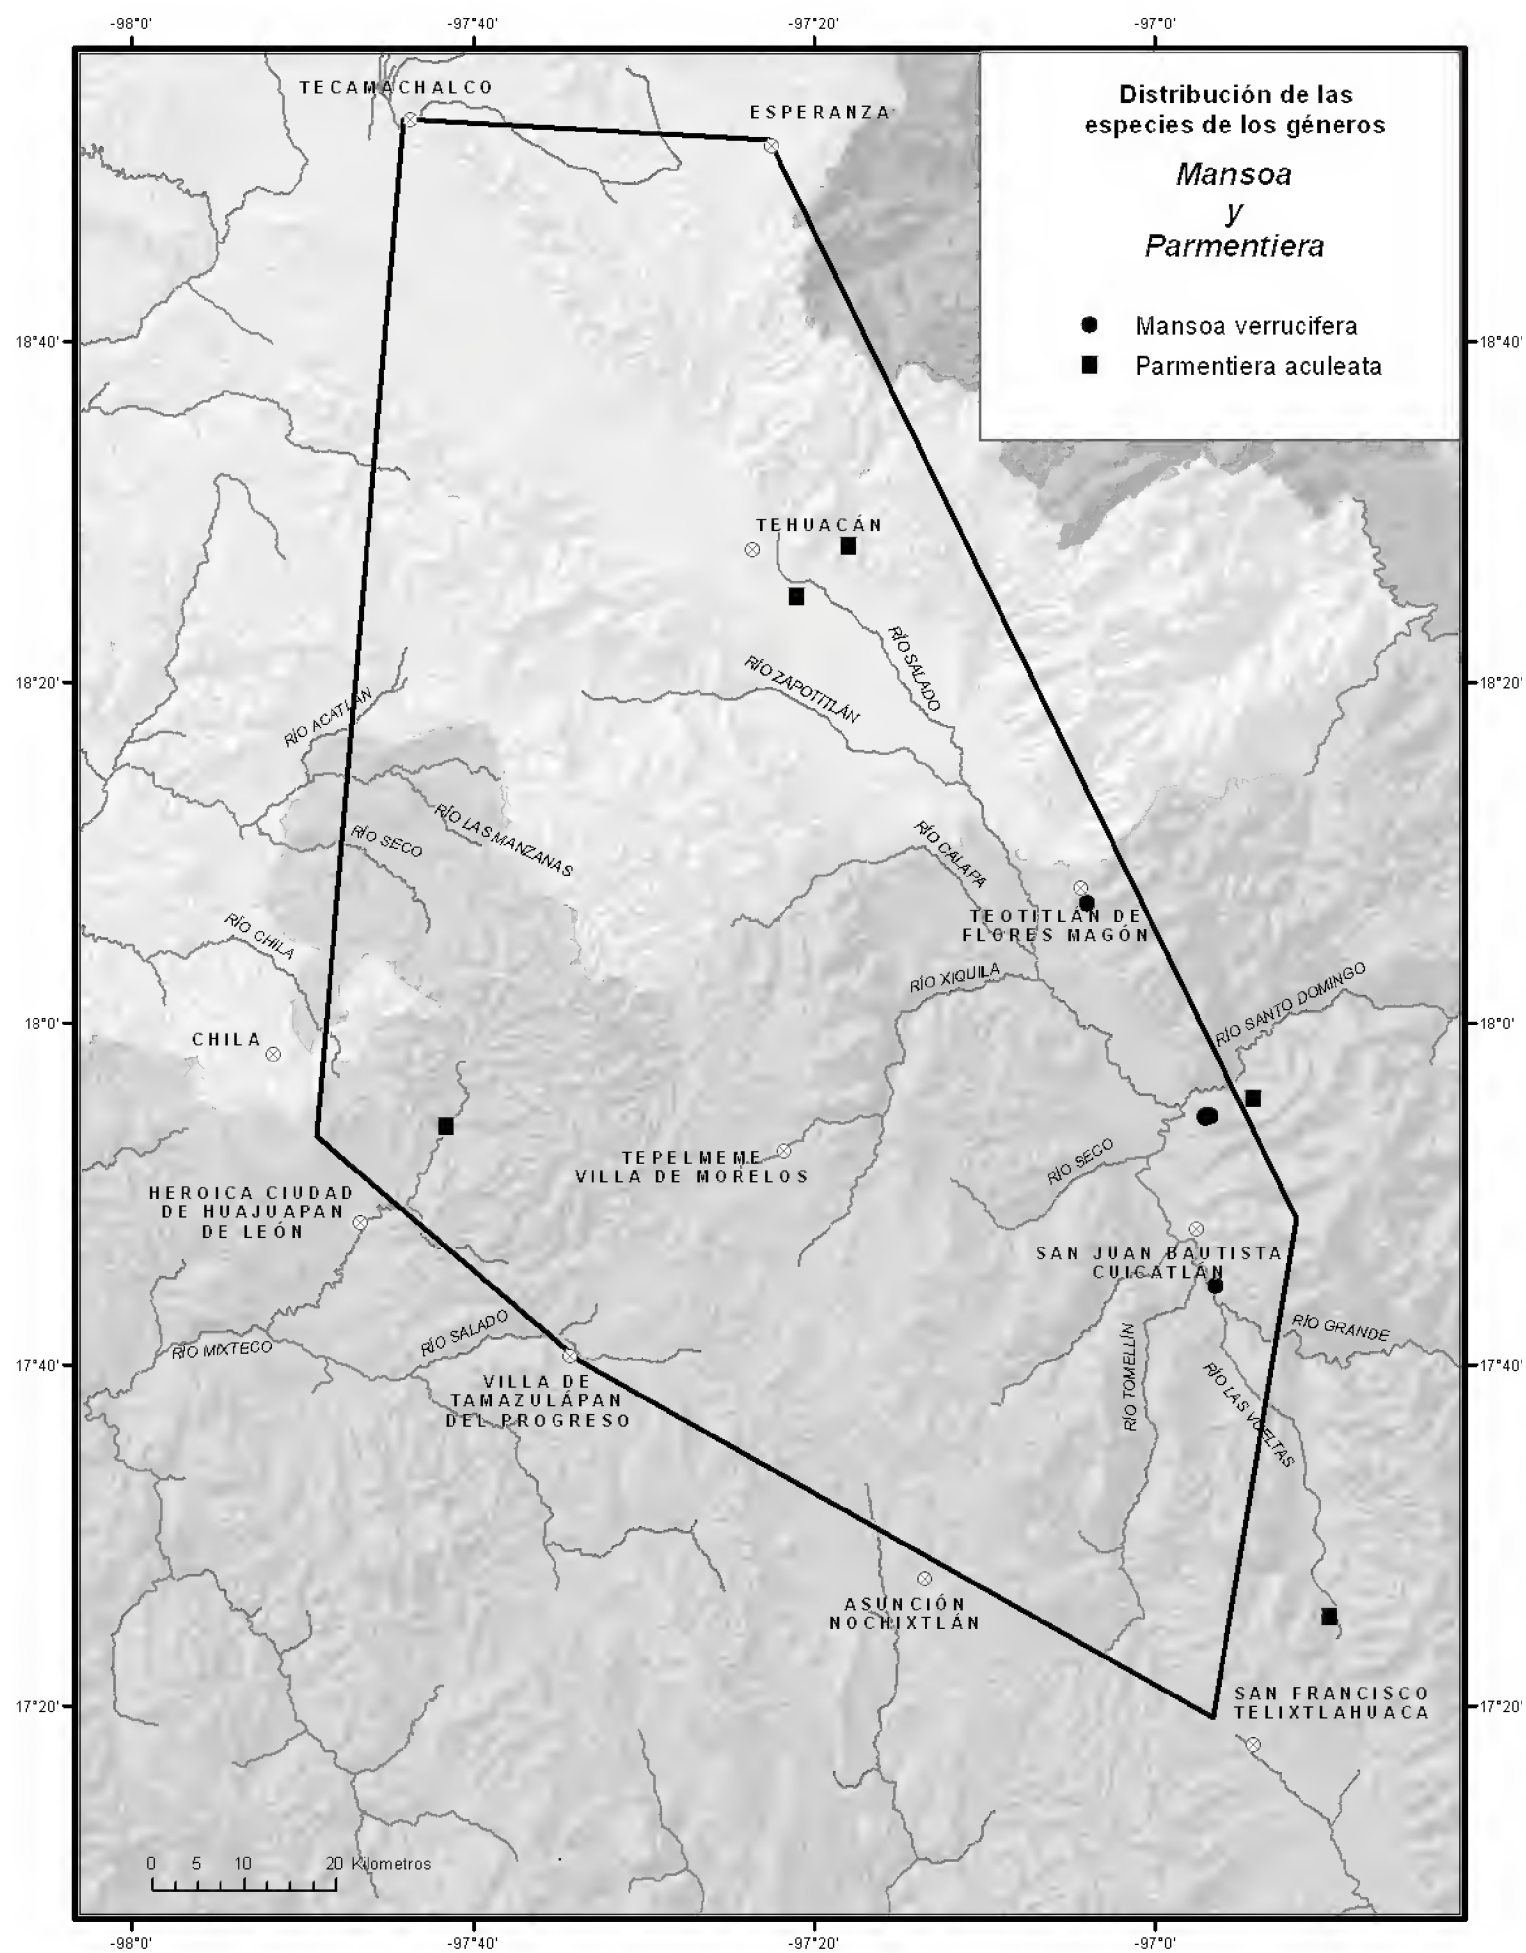 -98°0'
-97°40'
-97°20'
-97°0'
TECAMACHALCO
ESPERANZA
Distribución de las
especies de los géneros
Mansoa
y
Parmentiera
Mansoa verrucifera
Parmentiera aculeata
18°40'
18°40'
TEHUACÁN
RÍO SALADO
RÍO ZAPOTITLÁN
18°20'
18°20'
RÍO ACATLÁN
RÍO LAS MANZANAS
RÍO SECO
RÍO CALAPA
TEOTITLÁN DE
FLORES MAGÓN
RÍO CHILA
RÍO XIQUILA
RÍO SANTO DOMINGO
18°0'
18°0'
CHILA
TEPELMEME
VILLA DE MORELOS
RÍO SECO
HEROICA CIUDAD
DE HUAJUAPAN
DE LEÓN
SAN JUAN BAUTISTA
CUICATLÁN
RÍO SALADO
RÍO MIXTECO
RÍO GRANDE
RÍO TOMELLÍN
RÍO LAS VUELTAS
17°40'
17°40'
VILLA DE
TAMAZULÁPAN
DEL PROGRESO
ASUNCIÓN
NOCHIXTLÁN
SAN FRANCISCO
TELIXTLAHUACA
17°20'
17°20'
0 5 10 20 Kilometros
-98°0'
-97°40'
-97°20'
-97°0'